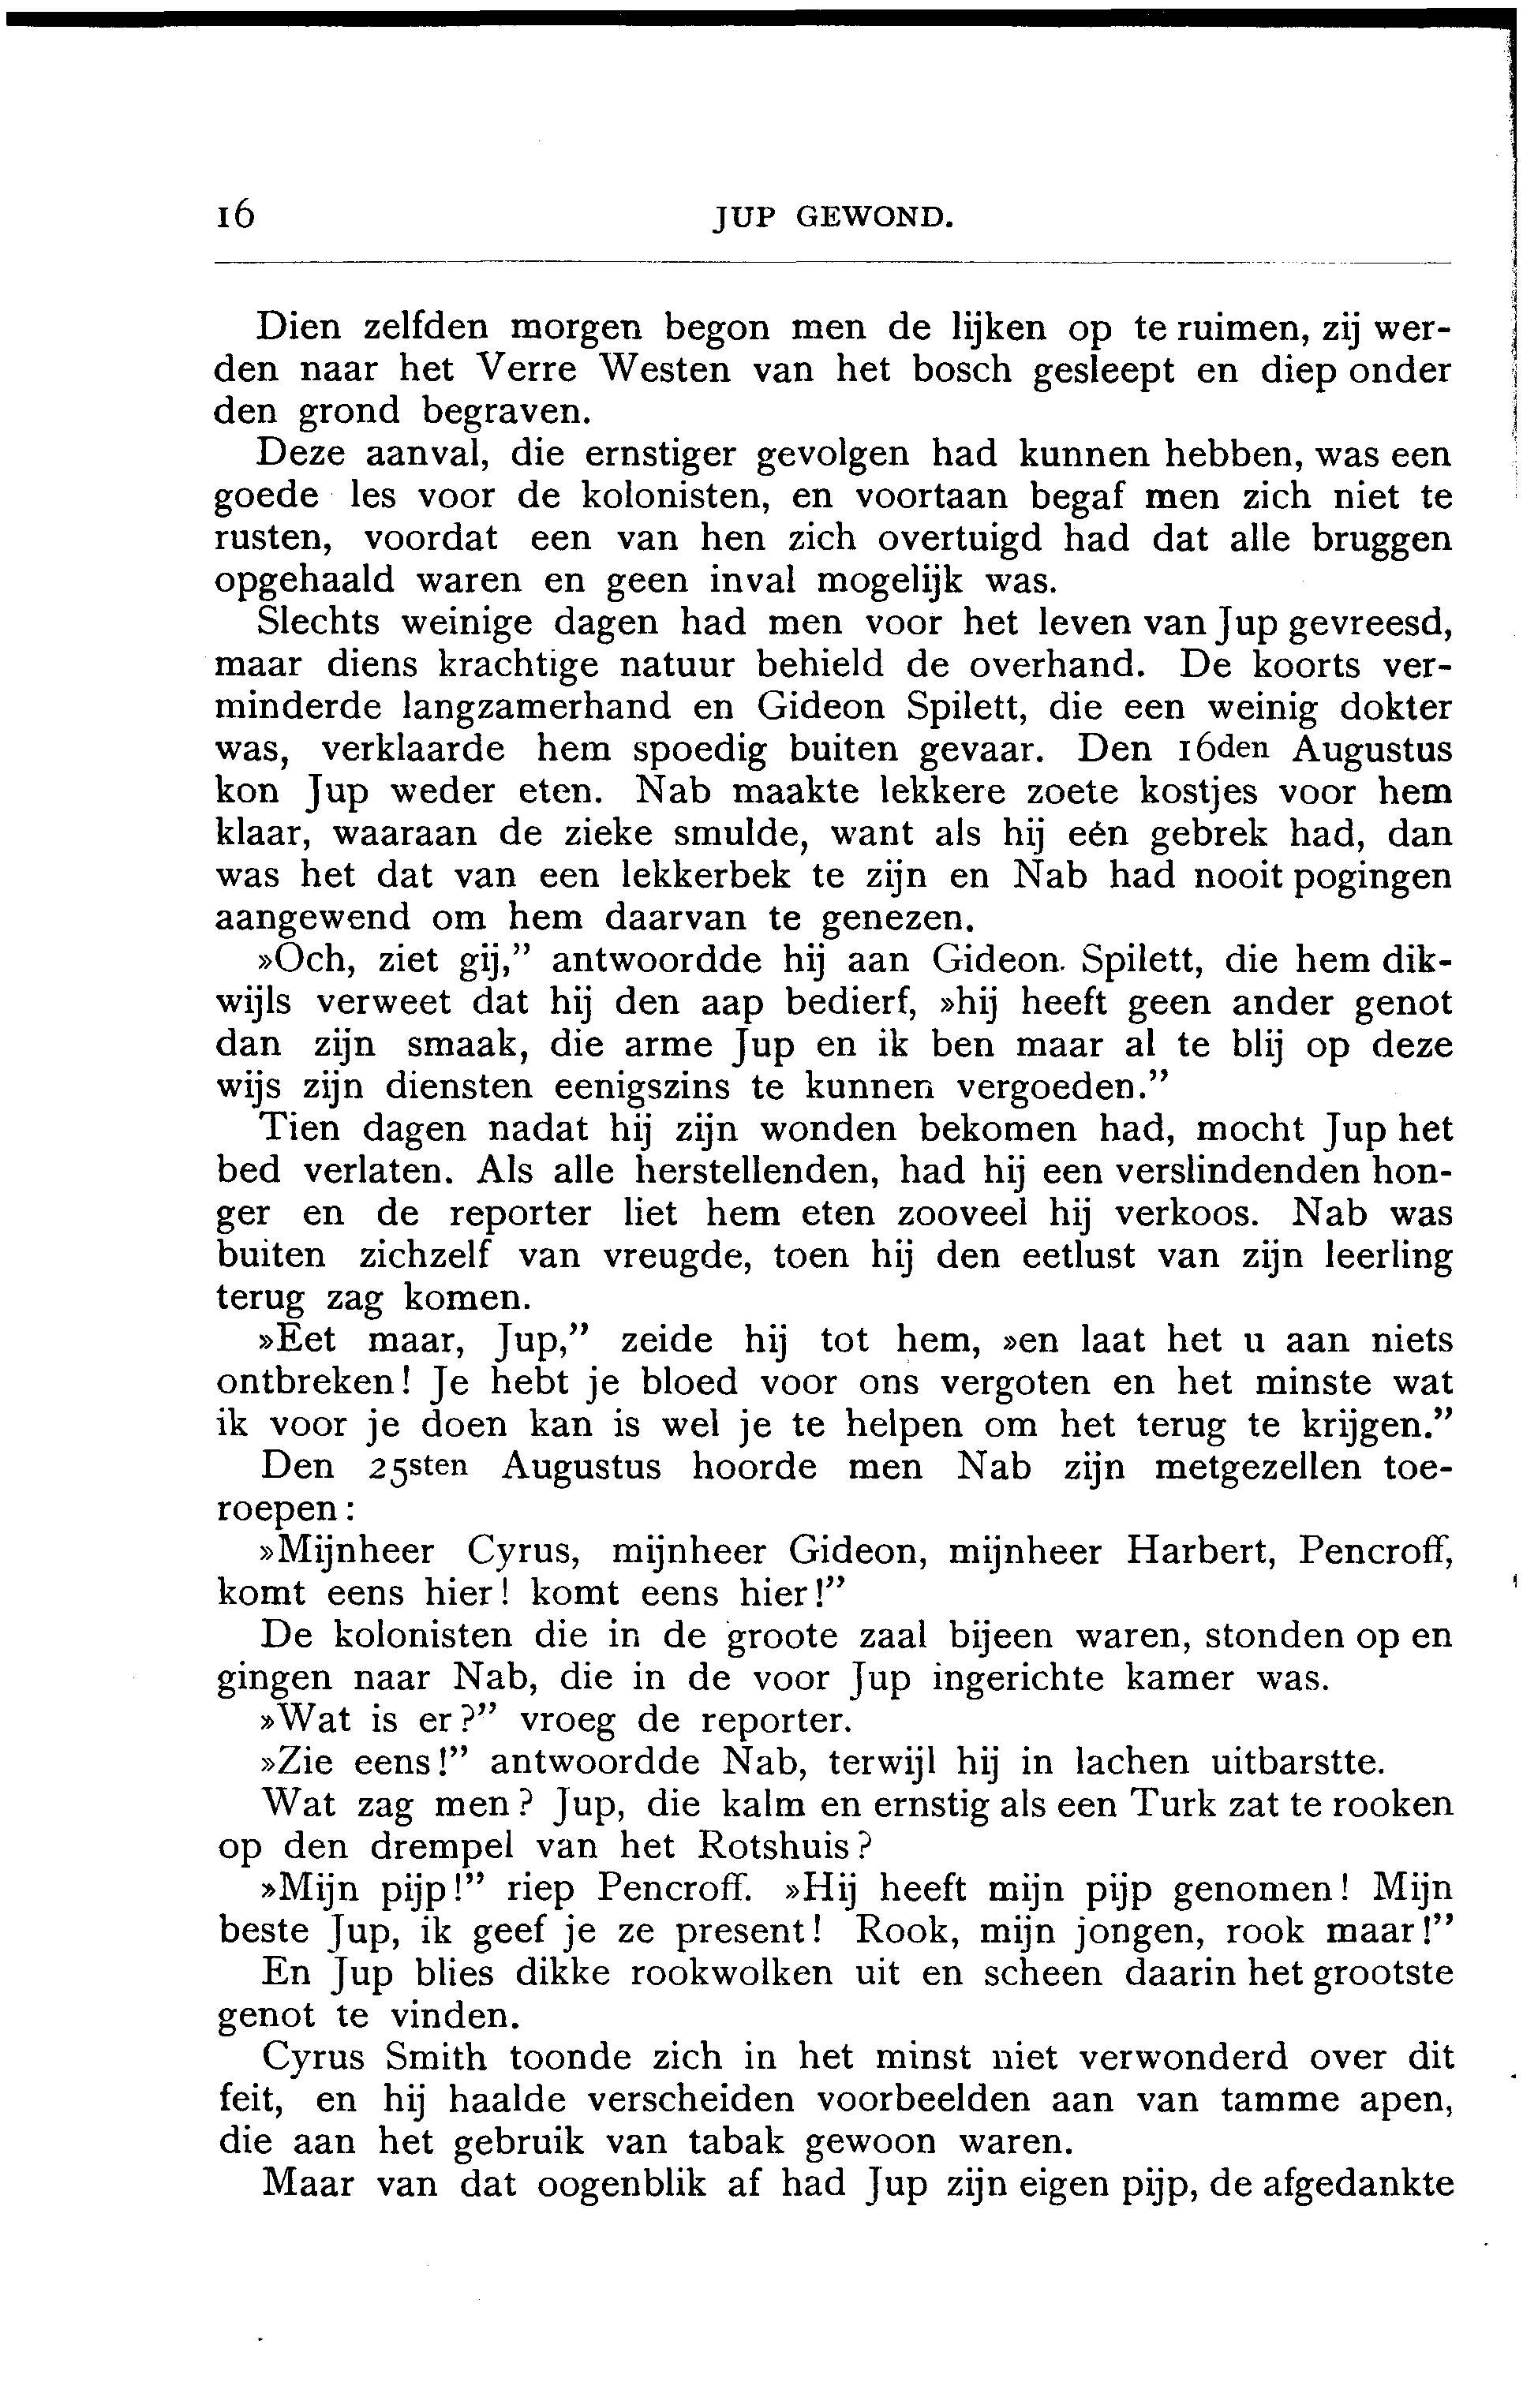 16
JUP GEWOND.
Dien zelfden morgen begon men de lijken op te ruimen, zij wer-
den naar het Verre Westen van het bosch gesleept en diep onder
den grond begraven.
Deze aanval, die ernstiger gevolgen had kunnen hebben, was een
goede les voor de kolonisten, en voortaan begaf men zich niet te
rusten, voordat een van hen zich overtuigd had dat alle bruggen
opgehaald waren en geen inval mogelijk was.
Slechts weinige dagen had men voor het leven van Jup gevreesd,
maar diens krachtige natuur behield de overhand. De koorts ver-
minderde langzamerhand en Gideon Spilett, die een weinig dokter
was, verklaarde hem spoedig buiten gevaar. Den 16den Augustus
kon Jup weder eten. Nab maakte lekkere zoete kostjes voor hem
klaar, waaraan de zieke smulde, want als hij eén gebrek had, dan
was het dat van een lekkerbek te zijn en Nab had nooit pogingen
aangewend om hem daarvan te genezen.
»Och, ziet gij,” antwoordde hij aan Gideon. Spilett, die hem dik-
wijls verweet dat hij den aap bedierf, »hij heeft geen ander genot
dan zijn smaak, die arme Jup en ik ben maar al te blij op deze
wijs zijn diensten eenigszins te kunnen vergoeden.”
Tien dagen nadat hij zijn wonden bekomen had, mocht Jup het
bed verlaten. Als alle herstellenden, had hij een verslindenden hon-
ger en de reporter liet hem eten zooveel hij verkoos. Nab was
buiten zichzelf van vreugde, toen hij den eetlust van zijn leerling
terug zag komen.
»Eet maar, Jup,” zeide hij tot hem, »en laat het u aan niets
ontbreken! Je hebt je bloed voor ons vergoten en het minste wat
ik voor je doen kan is wel je te helpen om het terug te krijgen.”
Den 25sten Augustus hoorde men Nab zijn metgezellen toe-
roepen:
»Mijnheer Cyrus, mijnheer Gideon, mijnheer Harbert, Pencroff,
komt eens hier! komt eens hier!”
De kolonisten die in de groote zaal bijeen waren, stonden op en
gingen naar Nab, die in de voor Jup ingerichte kamer was.
»Wat is er?” vroeg de reporter.
»Zie eens!” antwoordde Nab, terwijl hij in lachen uitbarstte.
Wat zag men? Jup, die kalm en ernstig als een Turk zat te rooken
op den drempel van het Rotshuis?
»Mijn pijp!” riep Pencroff. »Hij heeft mijn pijp genomen! Mijn
beste Jup, ik geef je ze present! Rook, mijn jongen, rook maar!”
En Jup blies dikke rookwolken uit en scheen daarin het grootste
genot te vinden.
Cyrus Smith toonde zich in het minst niet verwonderd over dit
feit, en hij haalde verscheiden voorbeelden aan van tamme apen,
die aan het gebruik van tabak gewoon waren.
Maar van dat oogenblik af had Jup zijn eigen pijp, de afgedankte